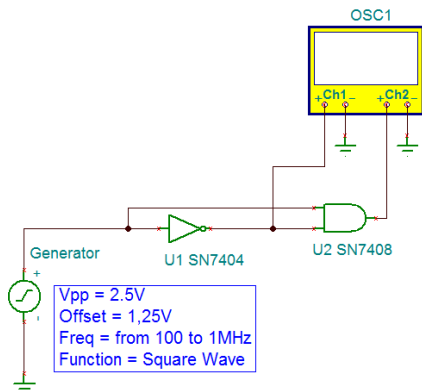 OSC1
+ Ch1 − + Ch2 −
Generator
+
-
U1 SN7404
U2 SN7408
Vpp = 2.5V
Offset = 1,25V
Freq = from 100 to 1MHz
Function = Square Wave